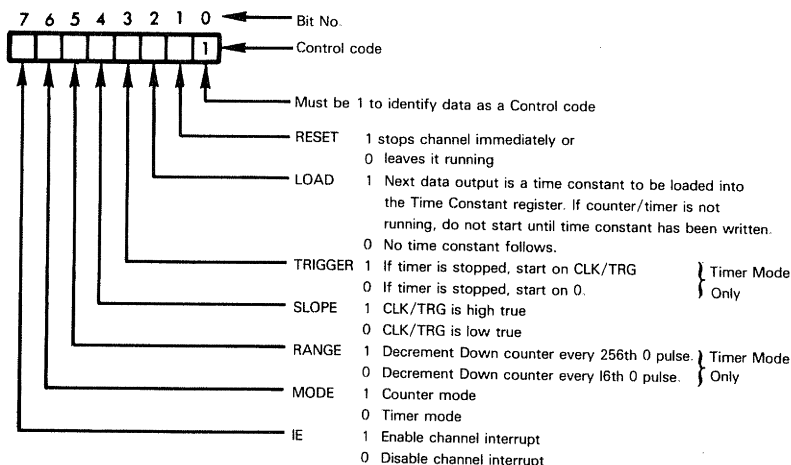 7 6 5 4 3 2 1 0 Bit No.
1 Control code
Must be 1 to identify data as a Control code
RESET 1 stops channel immediately or
0 leaves it running
LOAD 1 Next data output is a time constant to be loaded into
the Time Constant register. If counter/timer is not
running, do not start until time constant has been written.
0 No time constant follows.
TRIGGER 1 If timer is stopped, start on CLK/TRG } Timer Mode
0 If timer is stopped, start on 0. Only
SLOPE 1 CLK/TRG is high true
0 CLK/TRG is low true
RANGE 1 Decrement Down counter every 256th 0 pulse. } Timer Mode
0 Decrement Down counter every I6th 0 pulse. Only
MODE 1 Counter mode
0 Timer mode
IE 1 Enable channel interrupt
0 Disable channel interrupt